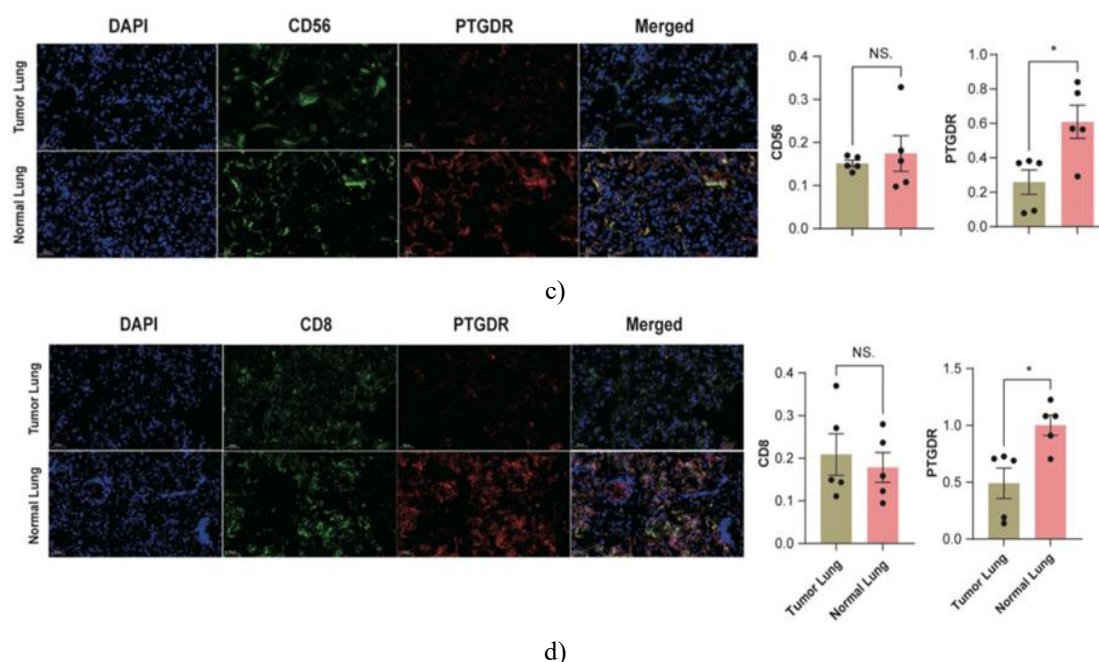 DAPI CD56 PTGDR Merged
Tumor Lung
Normal Lung
CD56
0.4
0.3
0.2
0.1
0.0
NS.
PTGDR
1.0
0.8
0.6
0.4
0.2
0.0
*
c)
DAPI CD8 PTGDR Merged
Tumor Lung
Normal Lung
CD8
0.4
0.3
0.2
0.1
0.0
NS.
Tumor Lung
Normal Lung
PTGDR
1.5
1.0
0.5
0.0
*
Tumor Lung
Normal Lung
d)